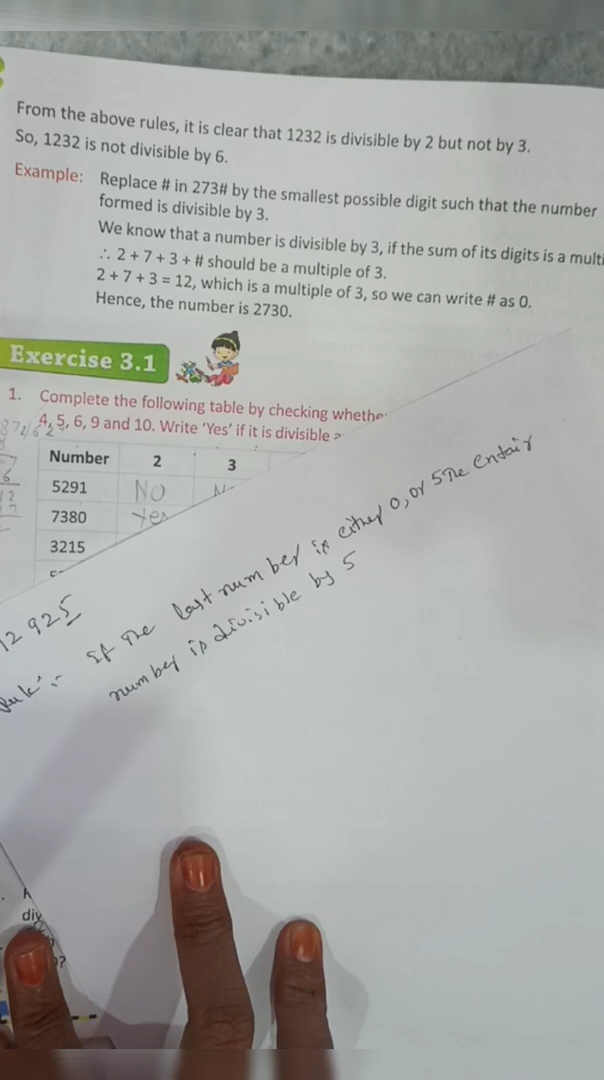 From the above rules, it is clear that 1232 is divisible by 2 but not by 3.
So, 1232 is not divisible by 6.
Example: Replace # in 273# by the smallest possible digit such that the number
formed is divisible by 3.
We know that a number is divisible by 3, if the sum of its digits is a multi
∴ 2 + 7 + 3 + # should be a multiple of 3.
2 + 7 + 3 = 12, which is a multiple of 3, so we can write # as 0.
Hence, the number is 2730.
Exercise 3.1
1. Complete the following table by checking whethe
4, 5, 6, 9 and 10. Write 'Yes' if it is divisible
Number 2 3
5291 No
7380 Yes
3215
12 925
Rule :- If the last number is either 0, or 5 The entair
number is divisible by 5
div